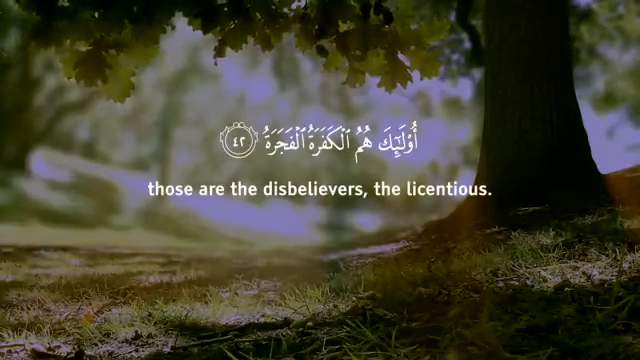 أُو۟لَـٰٓئِكَ هُمُ ٱلْكَفَرَةُ ٱلْفَجَرَةُ ٤٢
those are the disbelievers, the licentious.